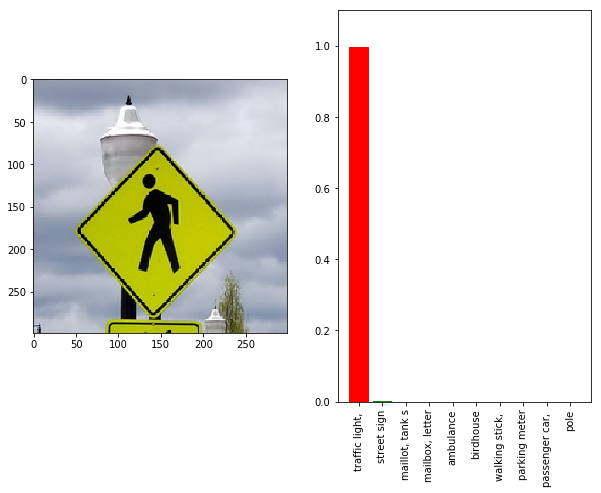 0
50
100
150
200
250
0 50 100 150 200 250
1.0
0.8
0.6
0.4
0.2
0.0
traffic light,
street sign
maillot, tank s
mailbox, letter
ambulance
birdhouse
walking stick,
parking meter
passenger car,
pole